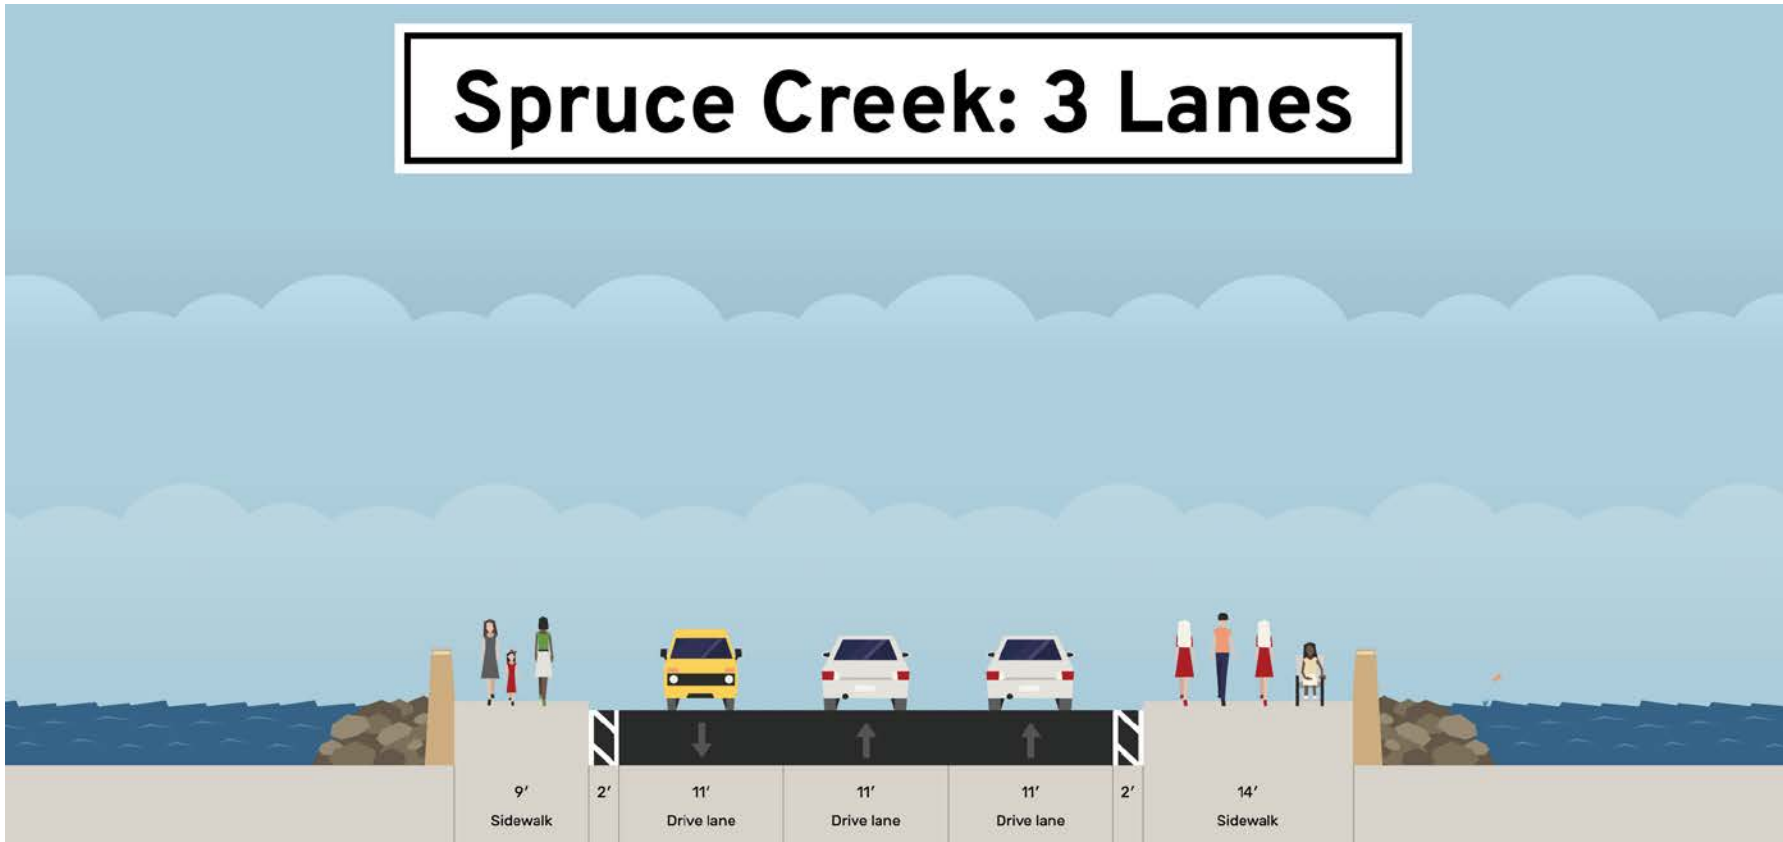 Spruce Creek: 3 Lanes
9' 2' 11' 11' 11' 2' 14'
Sidewalk Drive lane Drive lane Drive lane Sidewalk